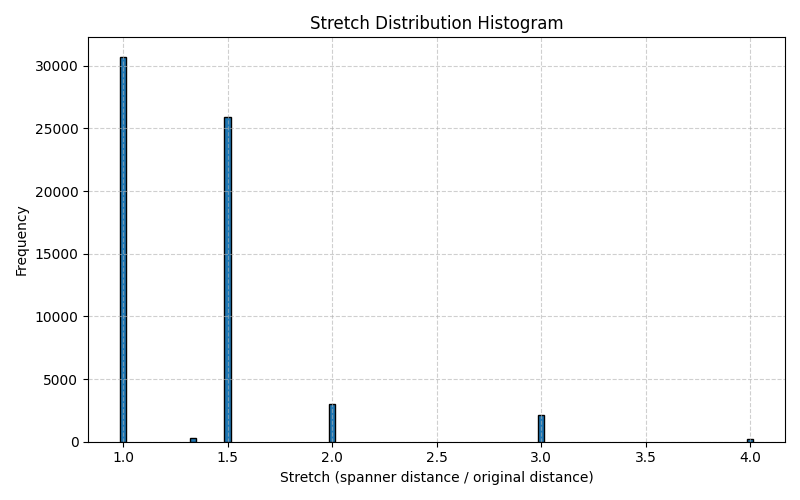 Stretch Distribution Histogram
30000
25000
20000
15000
10000
5000
0
Frequency
1.0 1.5 2.0 2.5 3.0 3.5 4.0
Stretch (spanner distance / original distance)